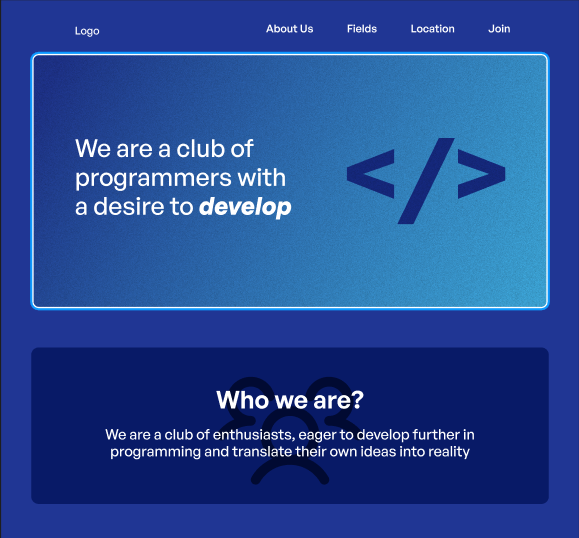 Logo
About Us
Fields
Location
Join
We are a club of
programmers with
a desire to develop
</>
Who we are?
We are a club of enthusiasts, eager to develop further in
programming and translate their own ideas into reality